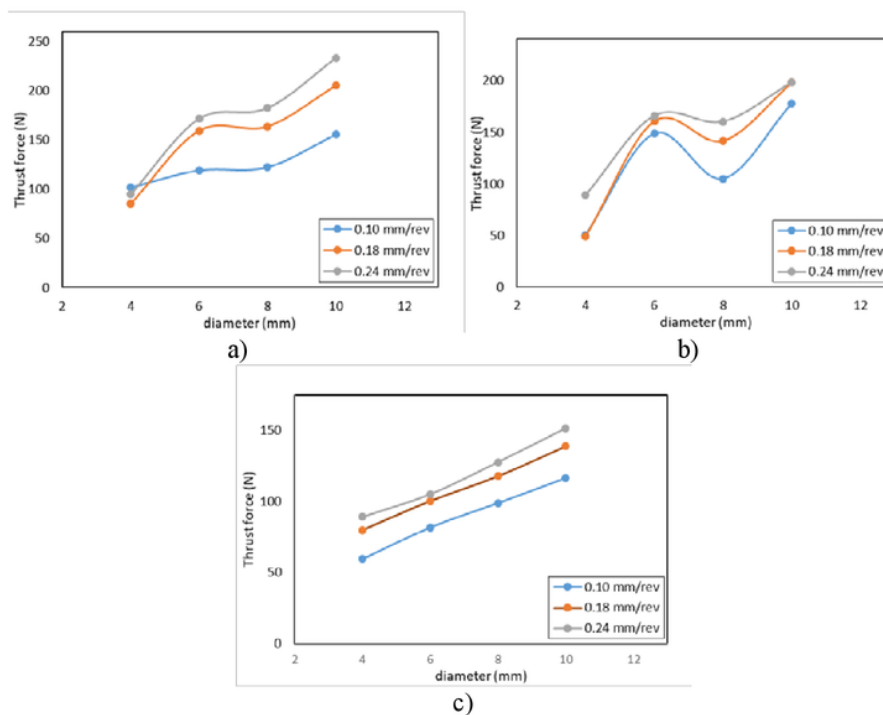 250
200
150
100
50
0
Thrust force (N)
0.10 mm/rev
0.18 mm/rev
0.24 mm/rev
2 4 6 8 10 12
diameter (mm)
a)
200
150
100
50
0
Thrust force (N)
0.10 mm/rev
0.18 mm/rev
0.24 mm/rev
2 4 6 8 10 12
diameter (mm)
b)
150
100
50
0
Thrust force (N)
0.10 mm/rev
0.18 mm/rev
0.24 mm/rev
2 4 6 8 10 12
diameter (mm)
c)